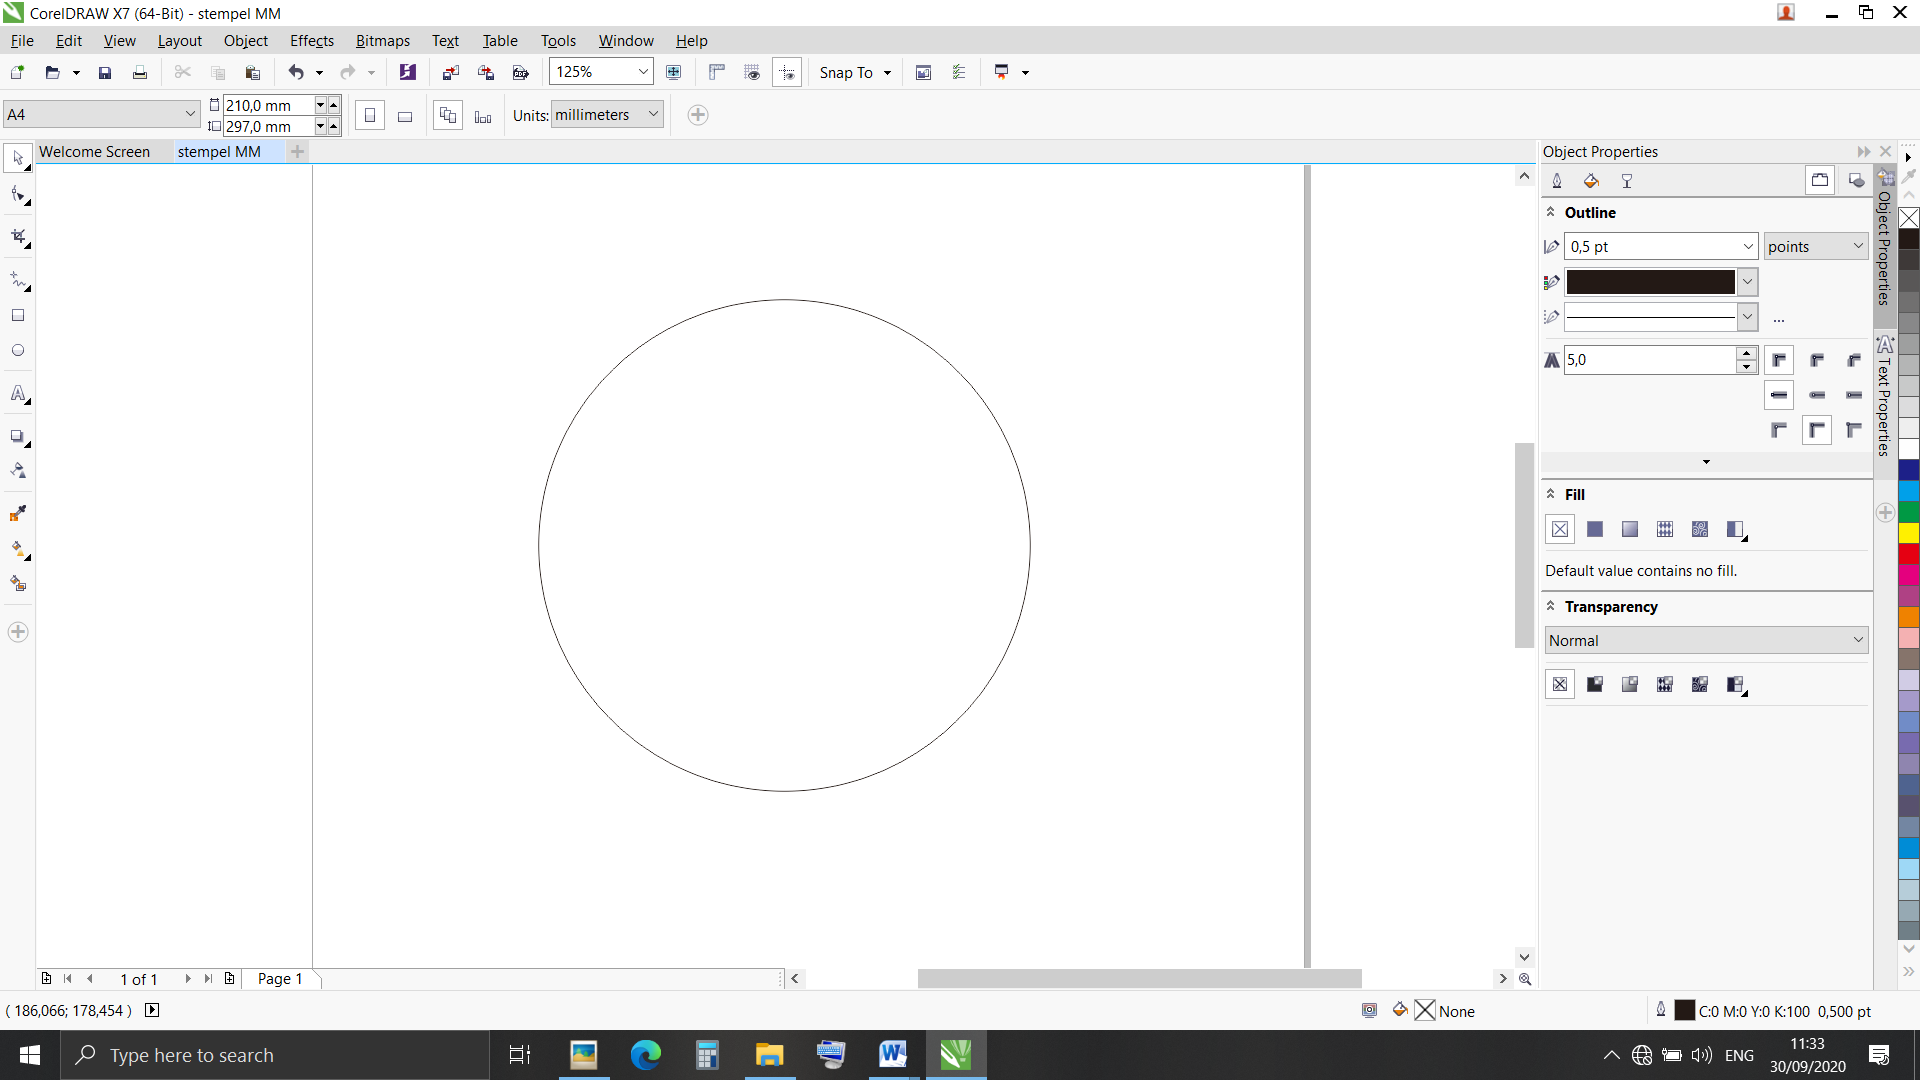 CorelDRAW X7 (64-Bit) - stempel MM
File Edit View Layout Object Effects Bitmaps Text Table Tools Window Help
125% Snap To
A4 210,0 mm Units: millimeters
297,0 mm
Welcome Screen stempel MM
Object Properties
Outline
0,5 pt points
5,0
Fill
Default value contains no fill.
Transparency
Normal
Object Properties
Text Properties
1 of 1 Page 1
( 186,066; 178,454 ) None C:0 M:0 Y:0 K:100 0,500 pt
Type here to search ENG 11:33
30/09/2020